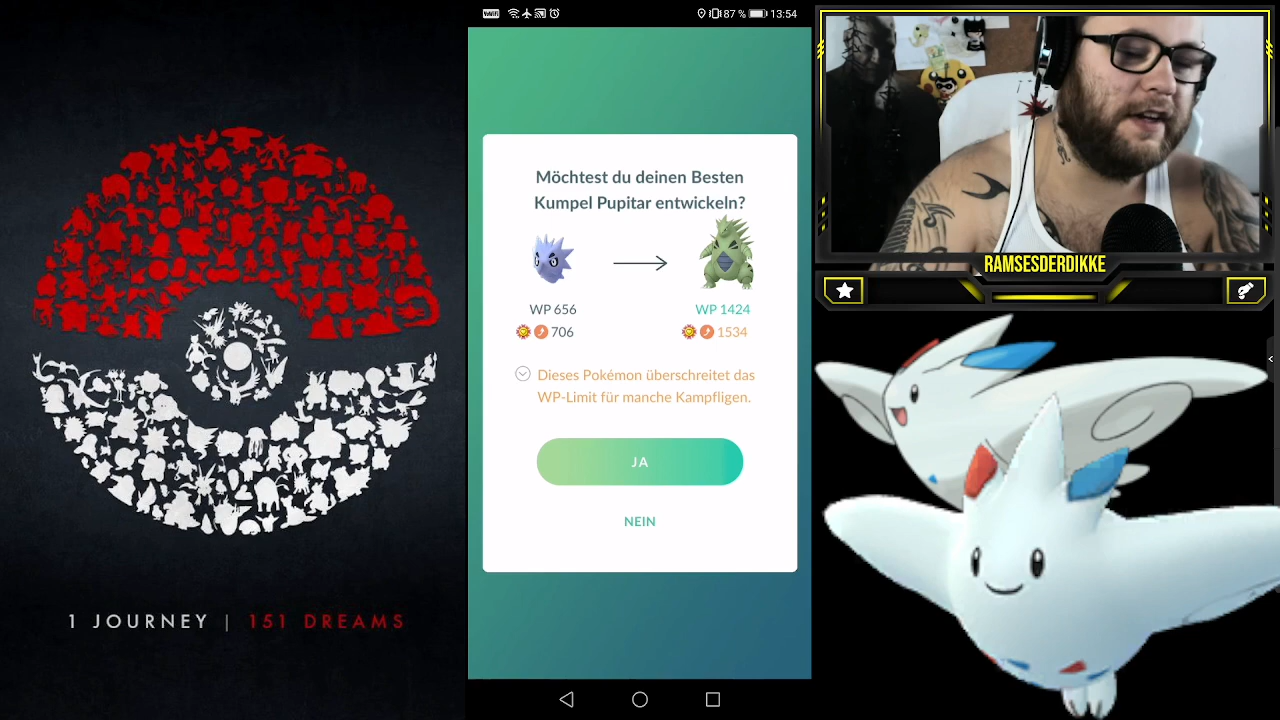 87 % 13:54
Möchtest du deinen Besten
Kumpel Pupitar entwickeln?
WP 656
WP 1424
706
1534
Dieses Pokémon überschreitet das
WP-Limit für manche Kampfligen.
JA
NEIN
1 JOURNEY | 151 DREAMS
RAMSESDERDIKKE